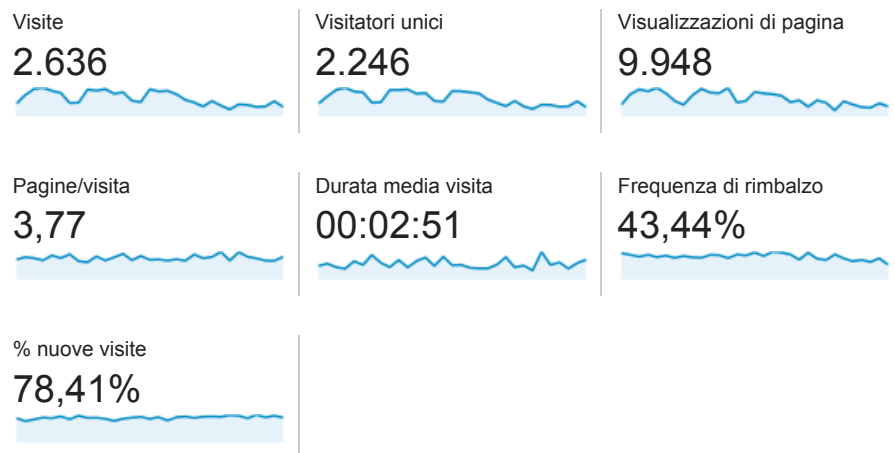 Visite
2.636
Visitatori unici
2.246
Visualizzazioni di pagina
9.948
Pagine/visita
3,77
Durata media visita
00:02:51
Frequenza di rimbalzo
43,44%
% nuove visite
78,41%